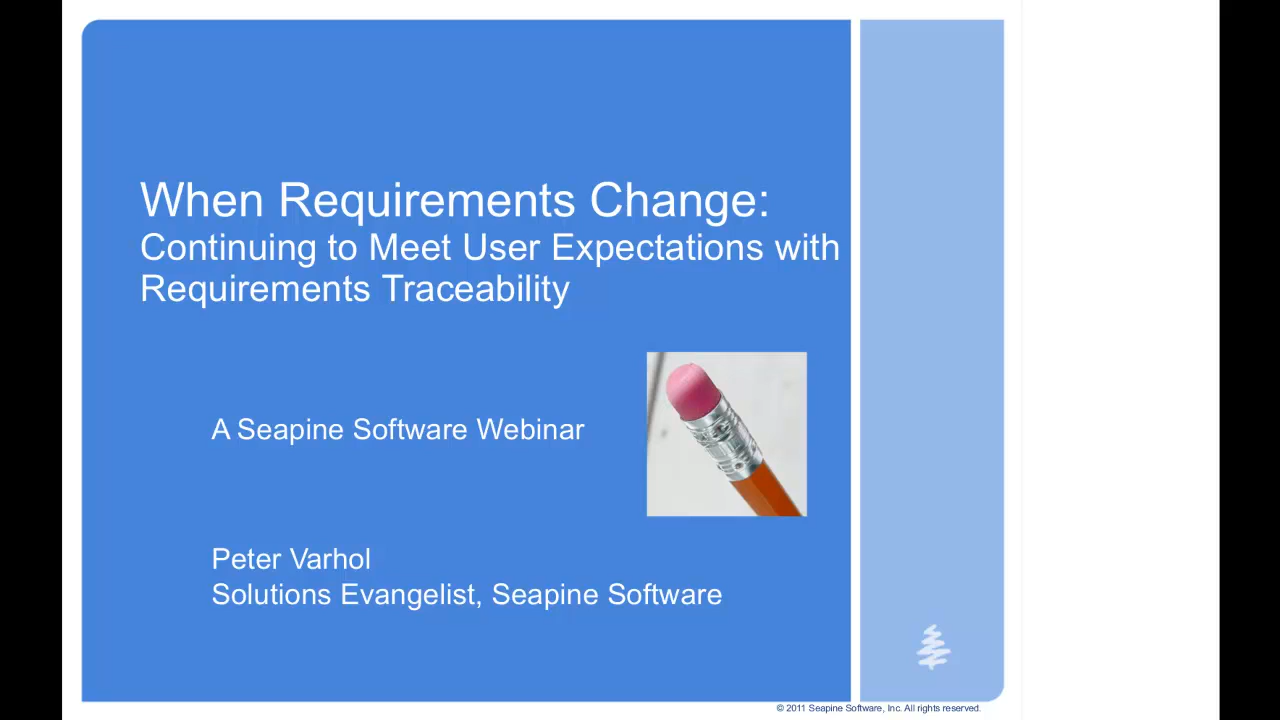 When Requirements Change:
Continuing to Meet User Expectations with
Requirements Traceability
A Seapine Software Webinar
Peter Varhol
Solutions Evangelist, Seapine Software
© 2011 Seapine Software, Inc. All rights reserved.